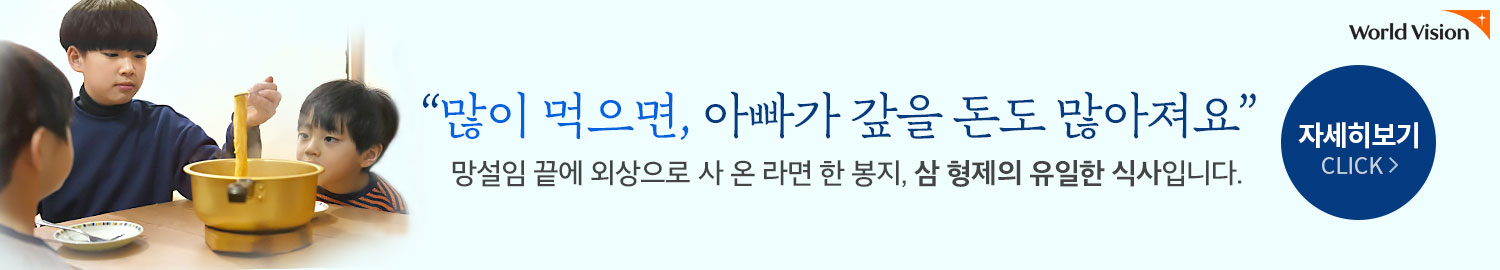 World Vision
“많이 먹으면, 아빠가 갚을 돈도 많아져요”
망설임 끝에 외상으로 사 온 라면 한 봉지, 삼 형제의 유일한 식사입니다.
자세히보기
CLICK >